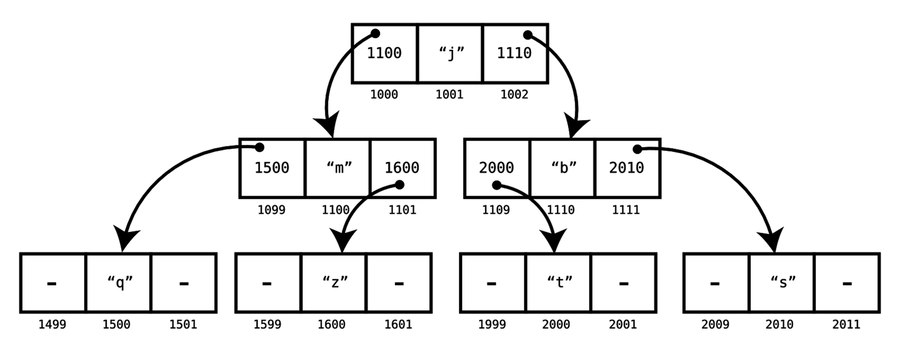 1100 “j” 1110
1000 1001 1002
1500 “m” 1600 2000 “b” 2010
1099 1100 1101 1109 1110 1111
- “q” - - “z” - - “t” - - “s” -
1499 1500 1501 1599 1600 1601 1999 2000 2001 2009 2010 2011